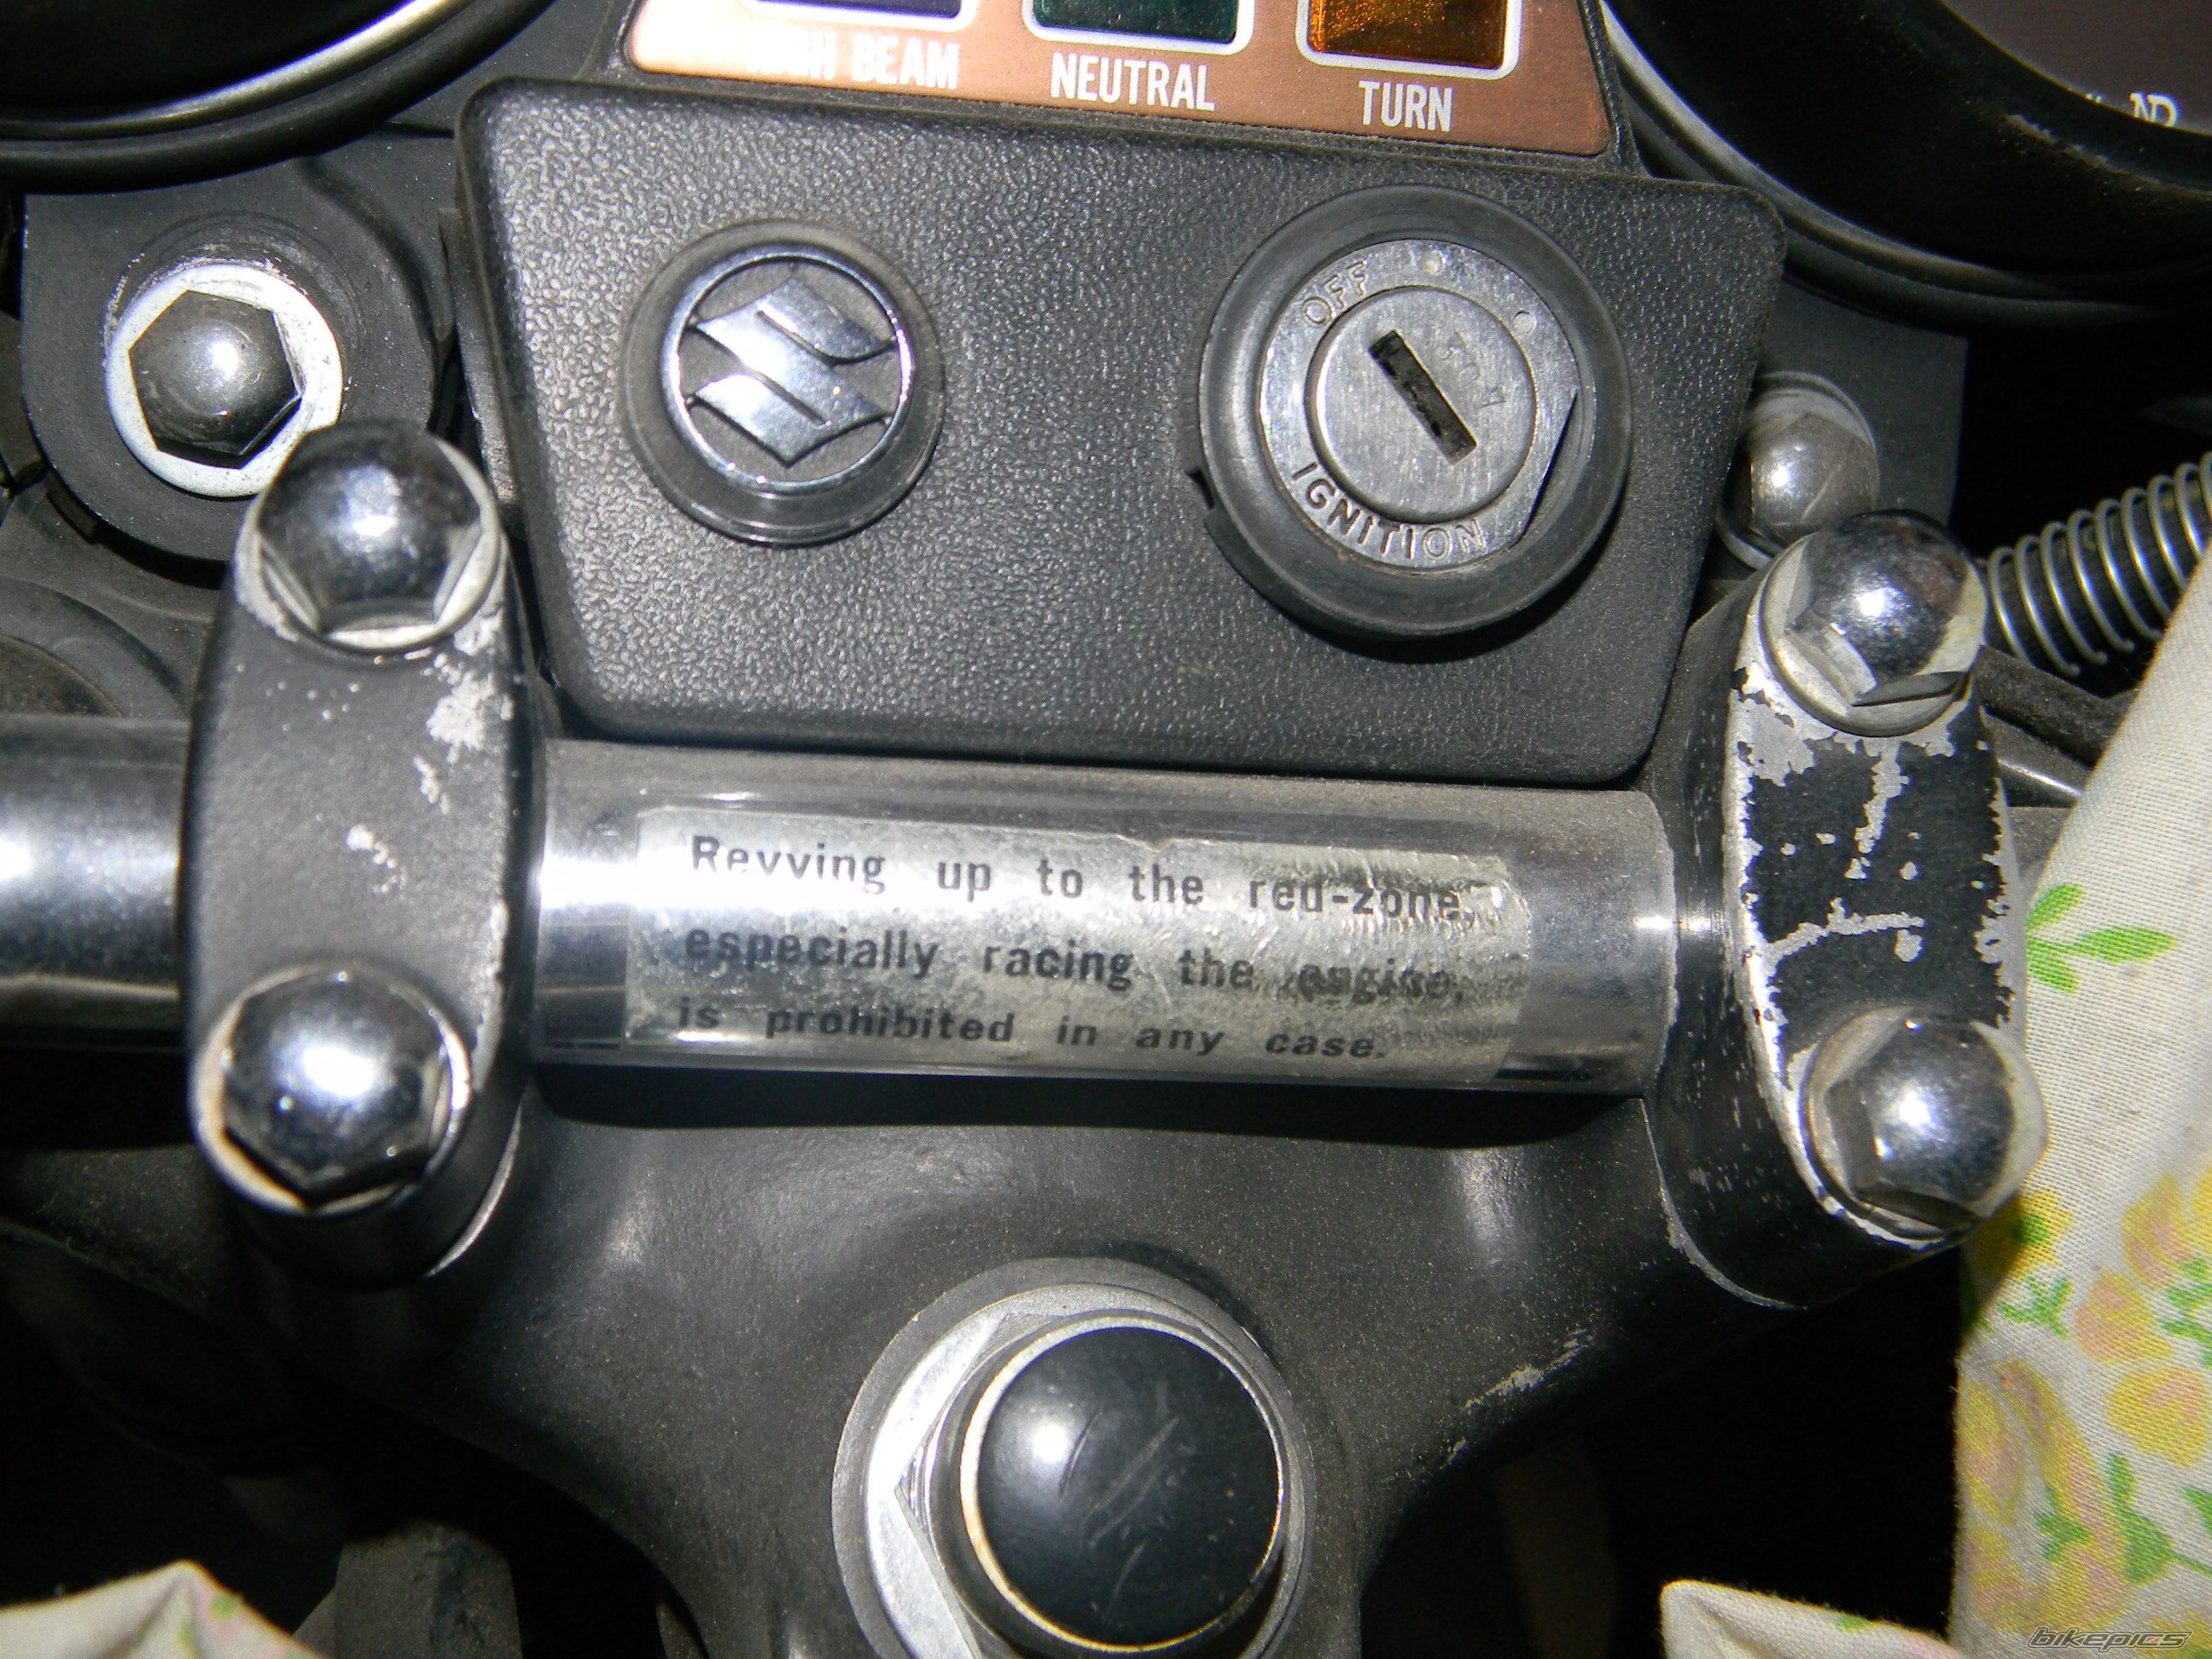 HIGH BEAM
NEUTRAL
TURN
OFF
IGNITION
Revving up to the red-zone,
especially racing the engine,
is prohibited in any case.
bikepics